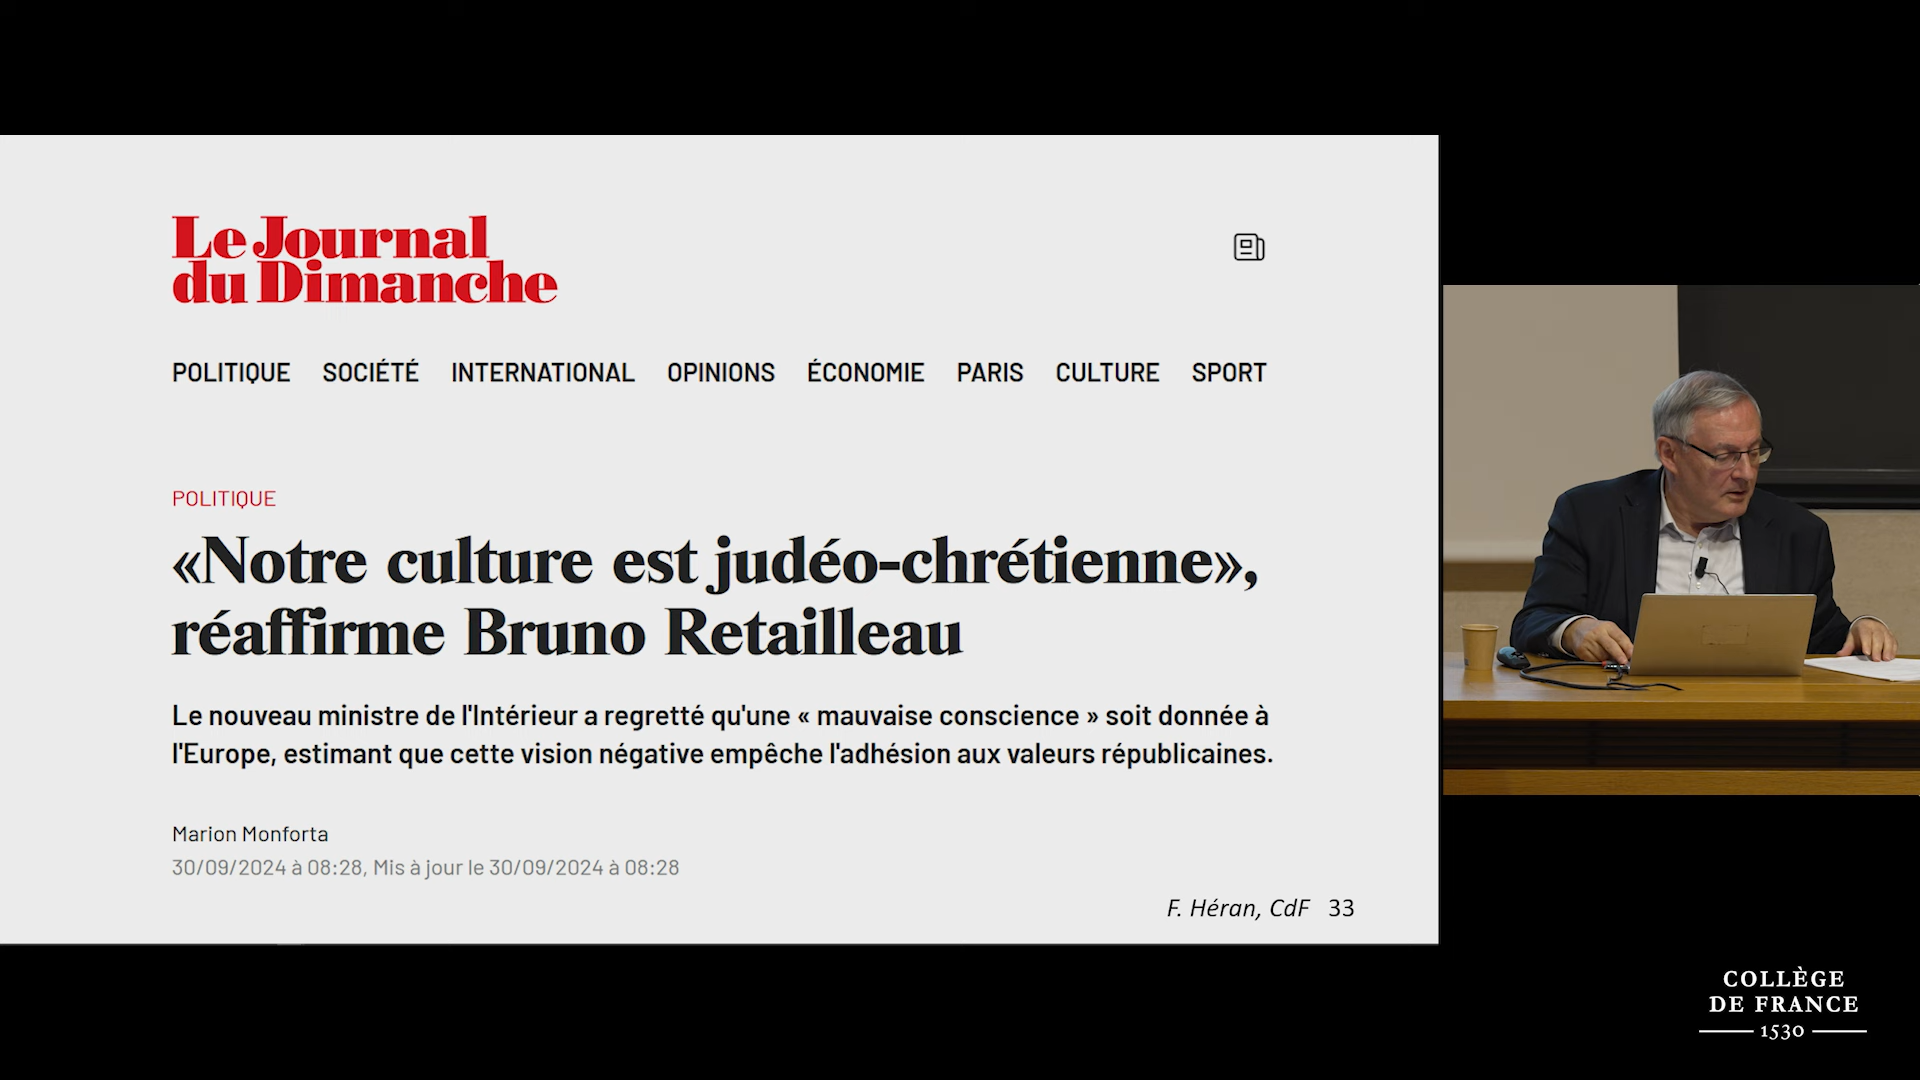 Le Journal
du Dimanche
POLITIQUE SOCIÉTÉ INTERNATIONAL OPINIONS ÉCONOMIE PARIS CULTURE SPORT
POLITIQUE
«Notre culture est judéo-chrétienne»,
réaffirme Bruno Retailleau
Le nouveau ministre de l'Intérieur a regretté qu'une « mauvaise conscience » soit donnée à
l'Europe, estimant que cette vision négative empêche l'adhésion aux valeurs républicaines.
Marion Monforta
30/09/2024 à 08:28, Mis à jour le 30/09/2024 à 08:28
F. Héran, CdF 33
COLLÈGE
DE FRANCE
1530